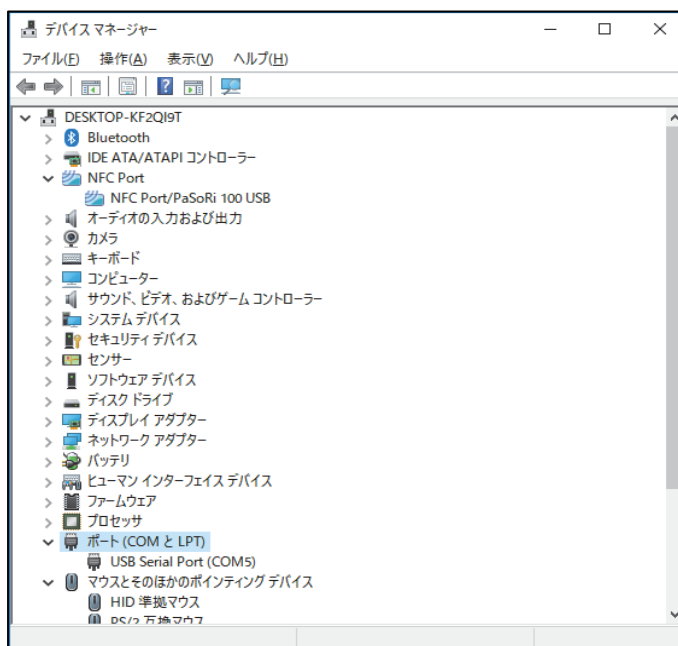 デバイス マネージャー
ファイル(F) 操作(A) 表示(V) ヘルプ(H)
DESKTOP-KF2QI9T
Bluetooth
IDE ATA/ATAPI コントローラー
NFC Port
NFC Port/PaSoRi 100 USB
オーディオの入力および出力
カメラ
キーボード
コンピューター
サウンド、ビデオ、およびゲーム コントローラー
システム デバイス
セキュリティ デバイス
センサー
ソフトウェア デバイス
ディスク ドライブ
ディスプレイ アダプター
ネットワーク アダプター
バッテリ
ヒューマン インターフェイス デバイス
ファームウェア
プロセッサ
ポート (COM と LPT)
USB Serial Port (COM5)
マウスとそのほかのポインティング デバイス
HID 準拠マウス
PS/2 互換マウス